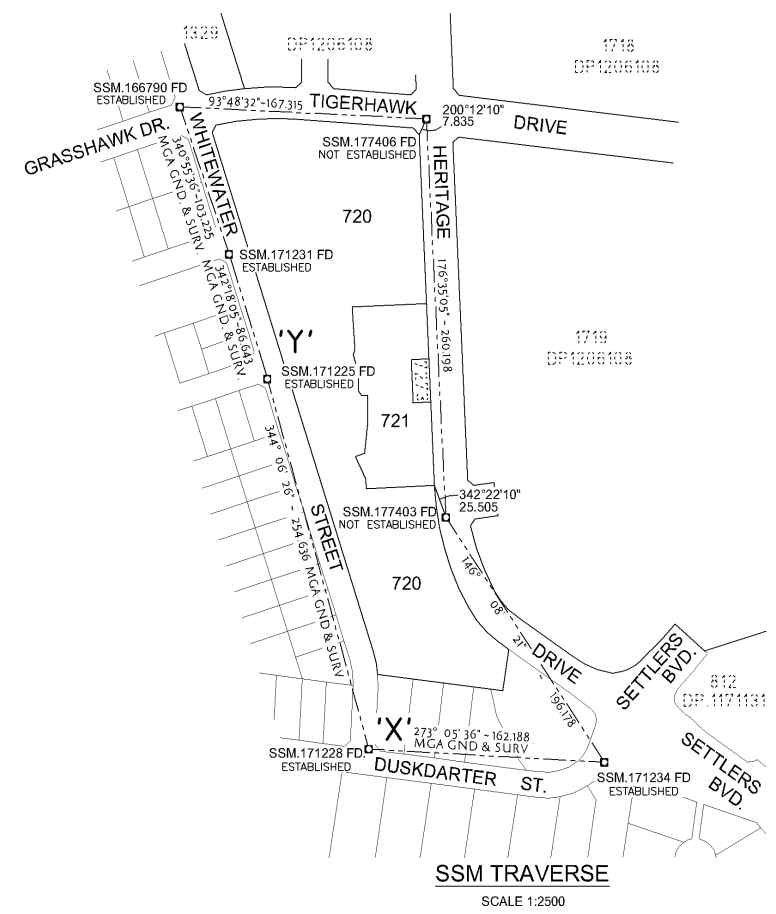 1329
DP1206108
1718
DP1206108
SSM.166790 FD
ESTABLISHED
93°48'32"~167.315
TIGERHAWK
DRIVE
200°12'10"
7.835
GRASSHAWK DR.
WHITEWATER
STREET
SSM.177406 FD
NOT ESTABLISHED
HERITAGE
DRIVE
340°55'36"~103.225
MGA GND. & SURV.
720
SSM.171231 FD
ESTABLISHED
342°18'05"~86.643
MGA GND. & SURV.
176°35'05" ~ 260.198
'Y'
1719
DP1206108
SSM.171225 FD
ESTABLISHED
7273
721
344° 06' 26" ~ 254.636 MGA GND & SURV
342°22'10"
25.505
SSM.177403 FD
NOT ESTABLISHED
146° 08' 21" ~ 196.178
720
SETTLERS
BVD.
812
DP.1171131
'X'
273° 05'36" ~162.188
MGA GND & SURV
SSM.171228 FD.
ESTABLISHED
DUSKDARTER ST.
SSM.171234 FD
ESTABLISHED
SETTLERS
BVD.
SSM TRAVERSE
SCALE 1:2500